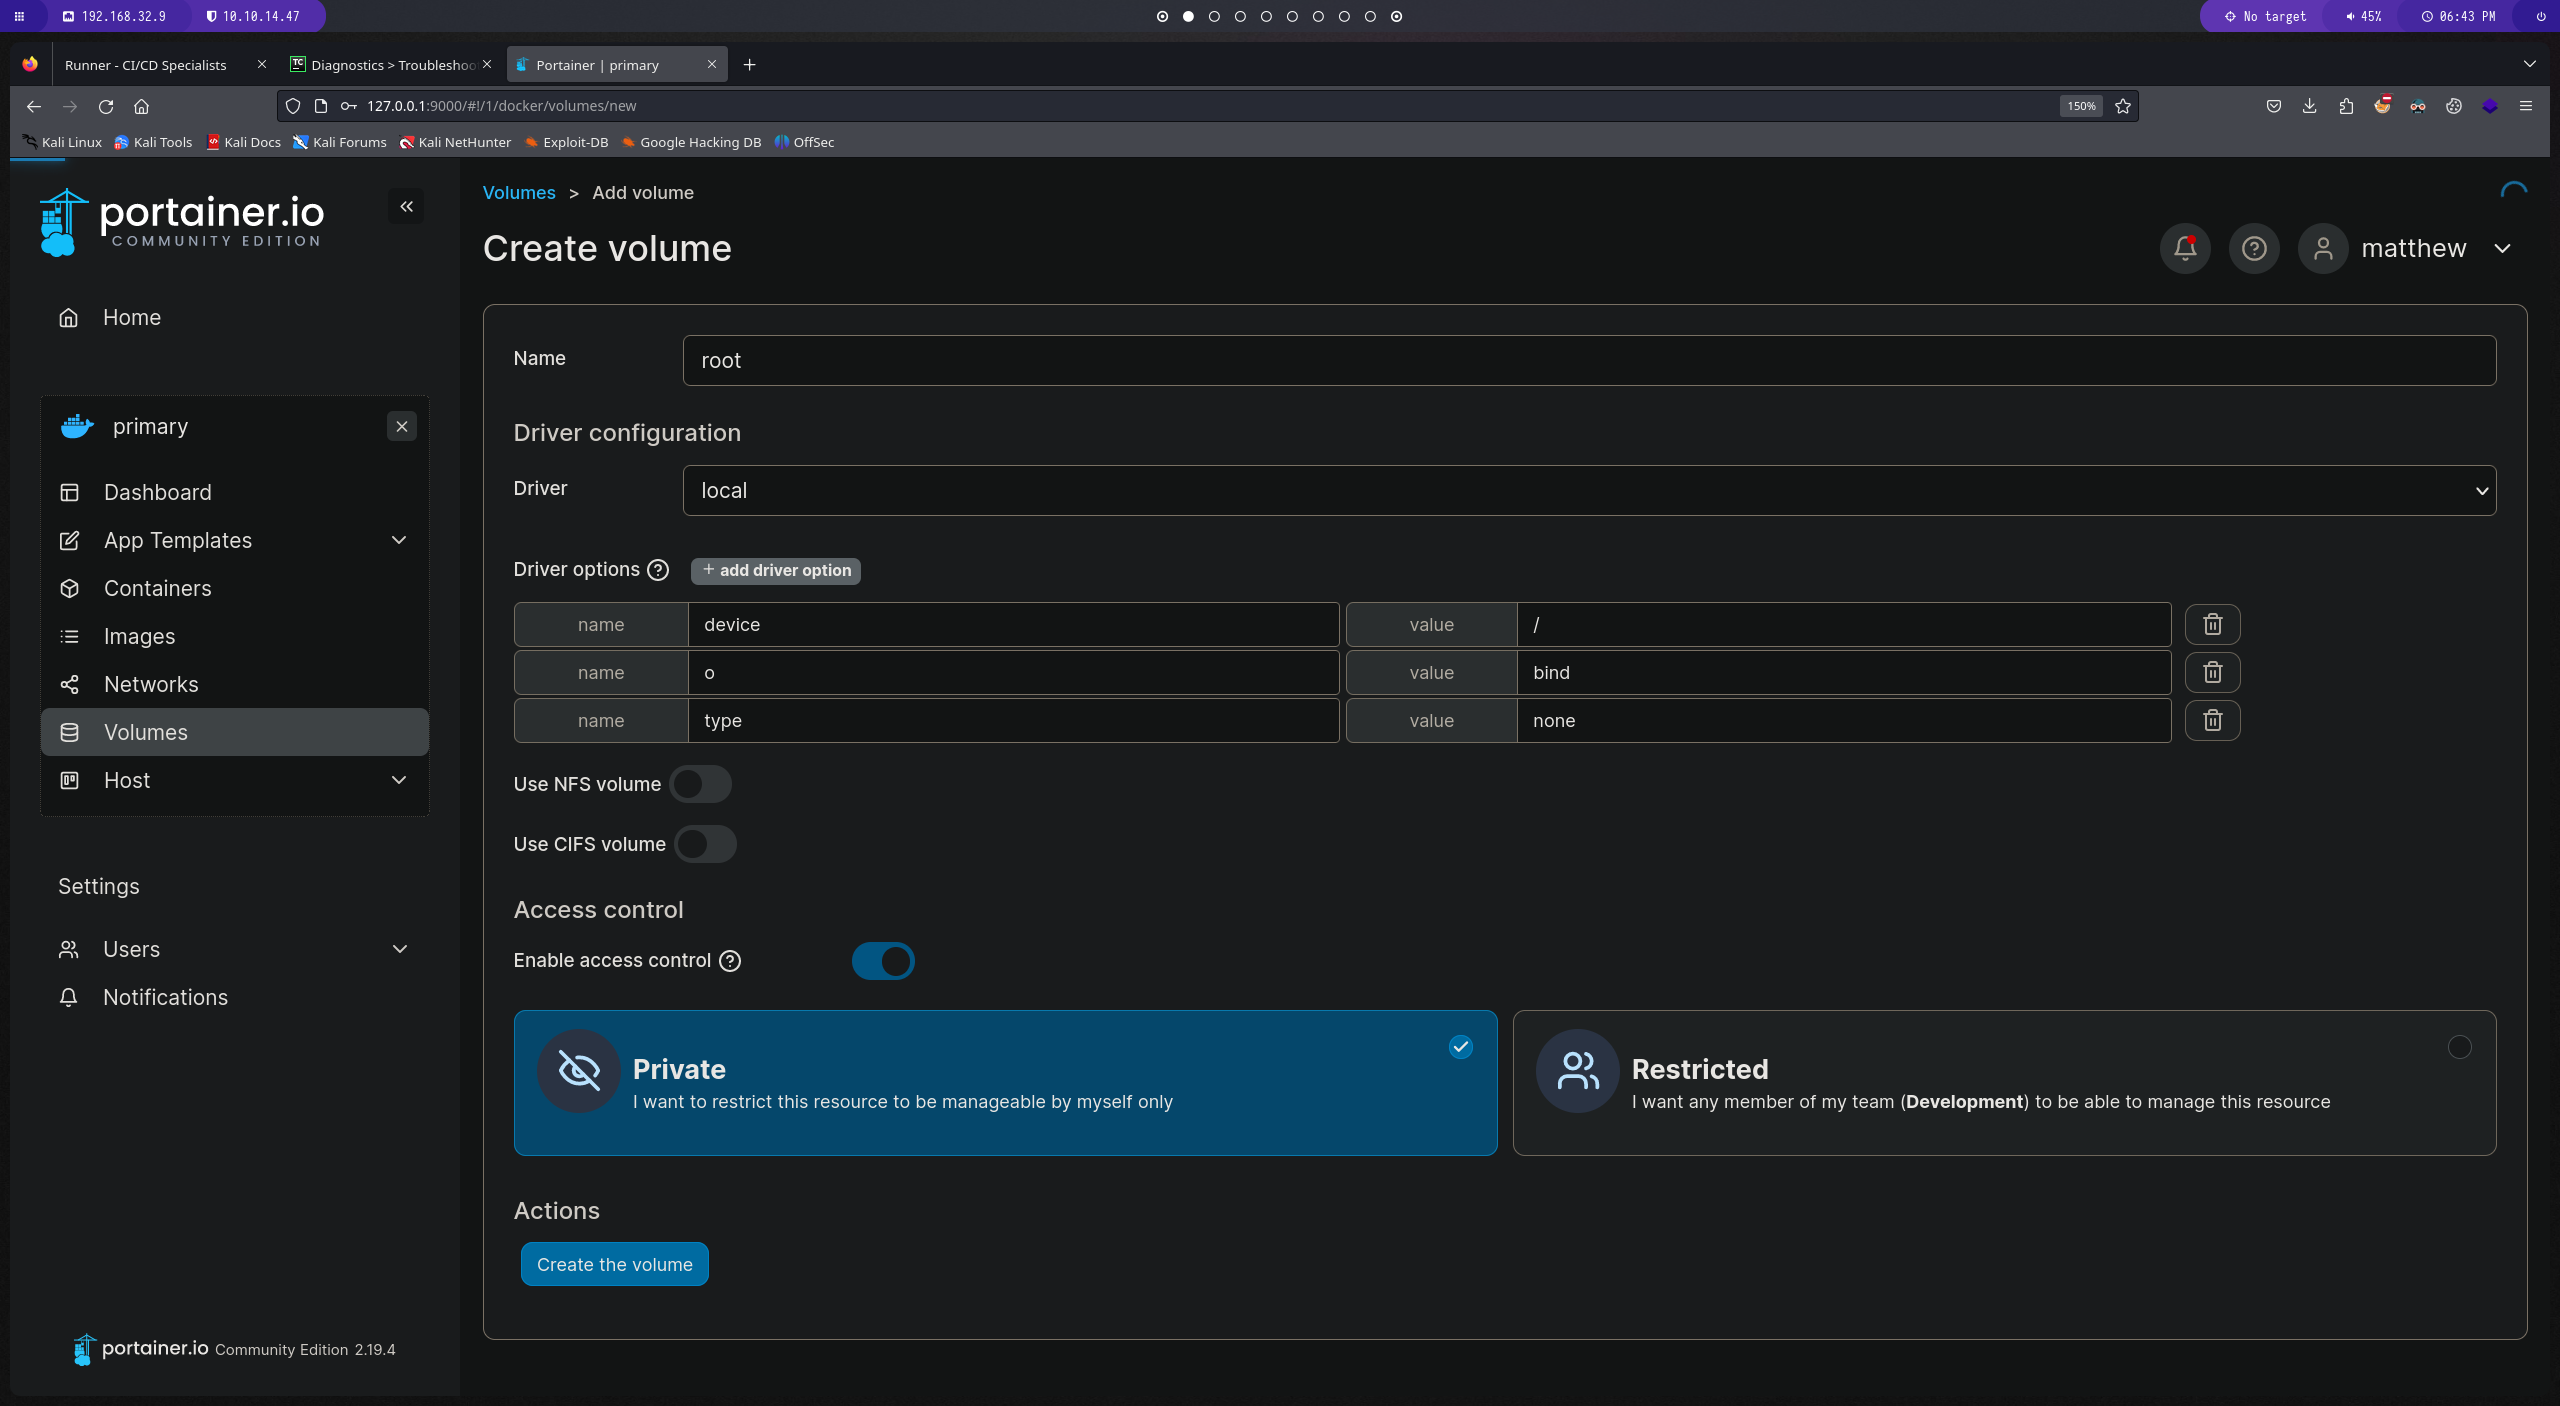 192.168.32.9
10.10.14.47
No target
45%
06:43 PM
Runner - CI/CD Specialists
TC
Diagnostics > Troubleshoo
Portainer | primary
127.0.0.1:9000/#!/1/docker/volumes/new
150%
Kali Linux
Kali Tools
Kali Docs
Kali Forums
Kali NetHunter
Exploit-DB
Google Hacking DB
OffSec
portainer.io
COMMUNITY EDITION
Home
primary
Dashboard
App Templates
Containers
Images
Networks
Volumes
Host
Settings
Users
Notifications
portainer.io Community Edition 2.19.4
Volumes > Add volume
Create volume
matthew
Name
root
Driver configuration
Driver
local
Driver options
+ add driver option
name device value /
name o value bind
name type value none
Use NFS volume
Use CIFS volume
Access control
Enable access control
Private
I want to restrict this resource to be manageable by myself only
Restricted
I want any member of my team (Development) to be able to manage this resource
Actions
Create the volume